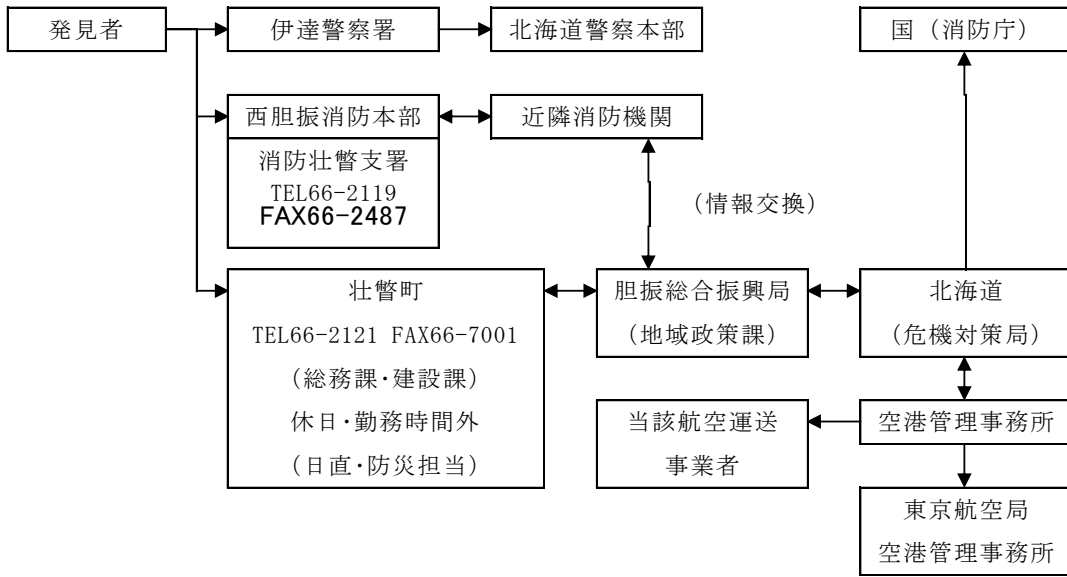 発見者
伊達警察署
北海道警察本部
国（消防庁）
西胆振消防本部
近隣消防機関
消防壮瞥支署
TEL66-2119
FAX66-2487
（情報交換）
壮瞥町
TEL66-2121 FAX66-7001
（総務課・建設課）
休日・勤務時間外
（日直・防災担当）
胆振総合振興局
（地域政策課）
北海道
（危機対策局）
当該航空運送
事業者
空港管理事務所
東京航空局
空港管理事務所